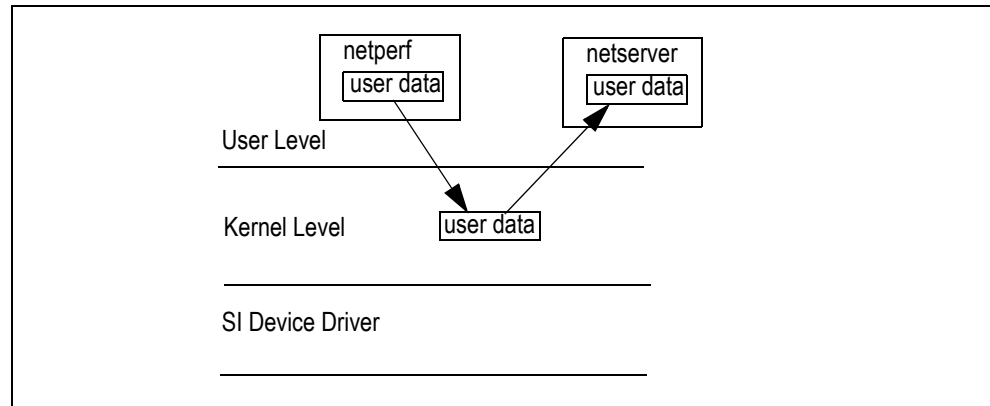 netperf
user data
netserver
user data
User Level
Kernel Level
user data
SI Device Driver